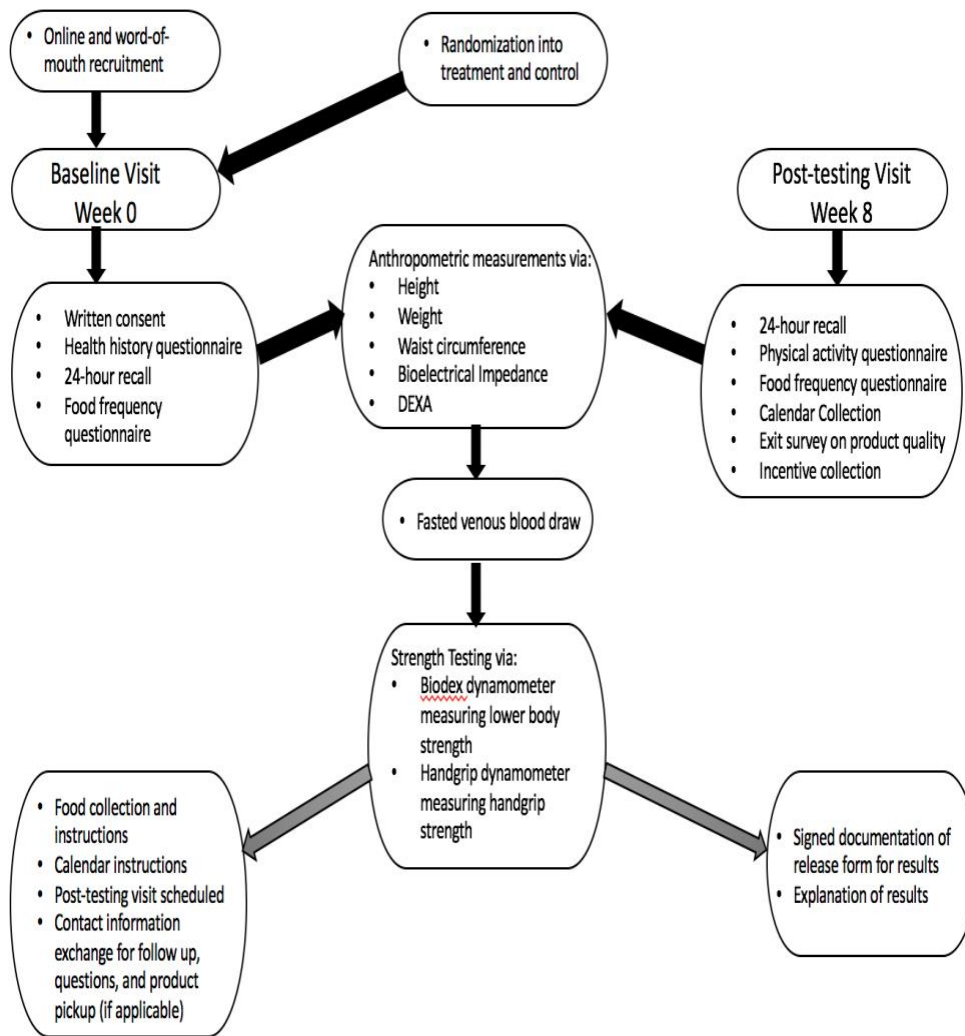 • Online and word-of-
mouth recruitment
• Randomization into
treatment and control
Baseline Visit
Week 0
Post-testing Visit
Week 8
• Written consent
• Health history questionnaire
• 24-hour recall
• Food frequency
questionnaire
Anthropometric measurements via:
• Height
• Weight
• Waist circumference
• Bioelectrical Impedance
• DEXA
• 24-hour recall
• Physical activity questionnaire
• Food frequency questionnaire
• Calendar Collection
• Exit survey on product quality
• Incentive collection
• Fasted venous blood draw
Strength Testing via:
• Biodex dynamometer
measuring lower body
strength
• Handgrip dynamometer
measuring handgrip
strength
• Food collection and
instructions
• Calendar instructions
• Post-testing visit scheduled
• Contact information
exchange for follow up,
questions, and product
pickup (if applicable)
• Signed documentation of
release form for results
• Explanation of results